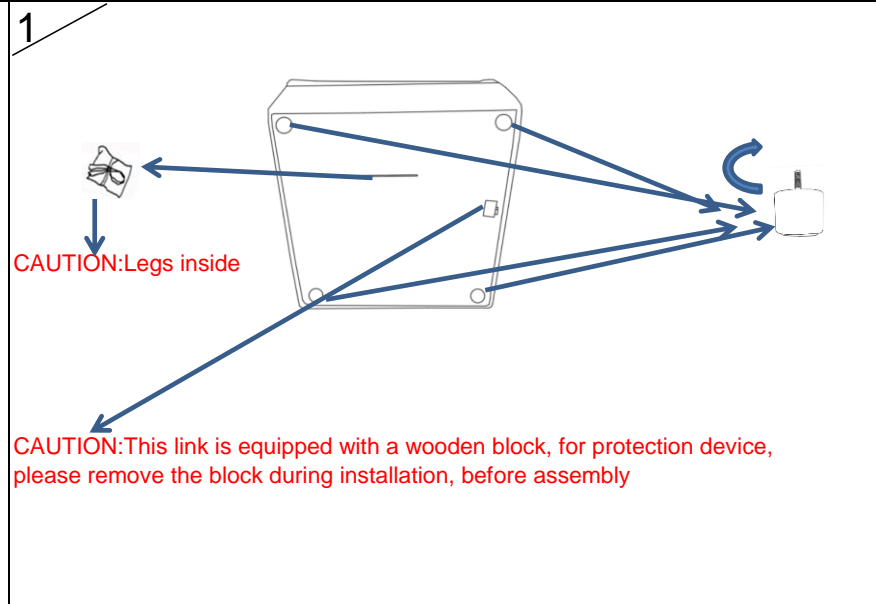 1
CAUTION:Legs inside
CAUTION:This link is equipped with a wooden block, for protection device,
please remove the block during installation, before assembly